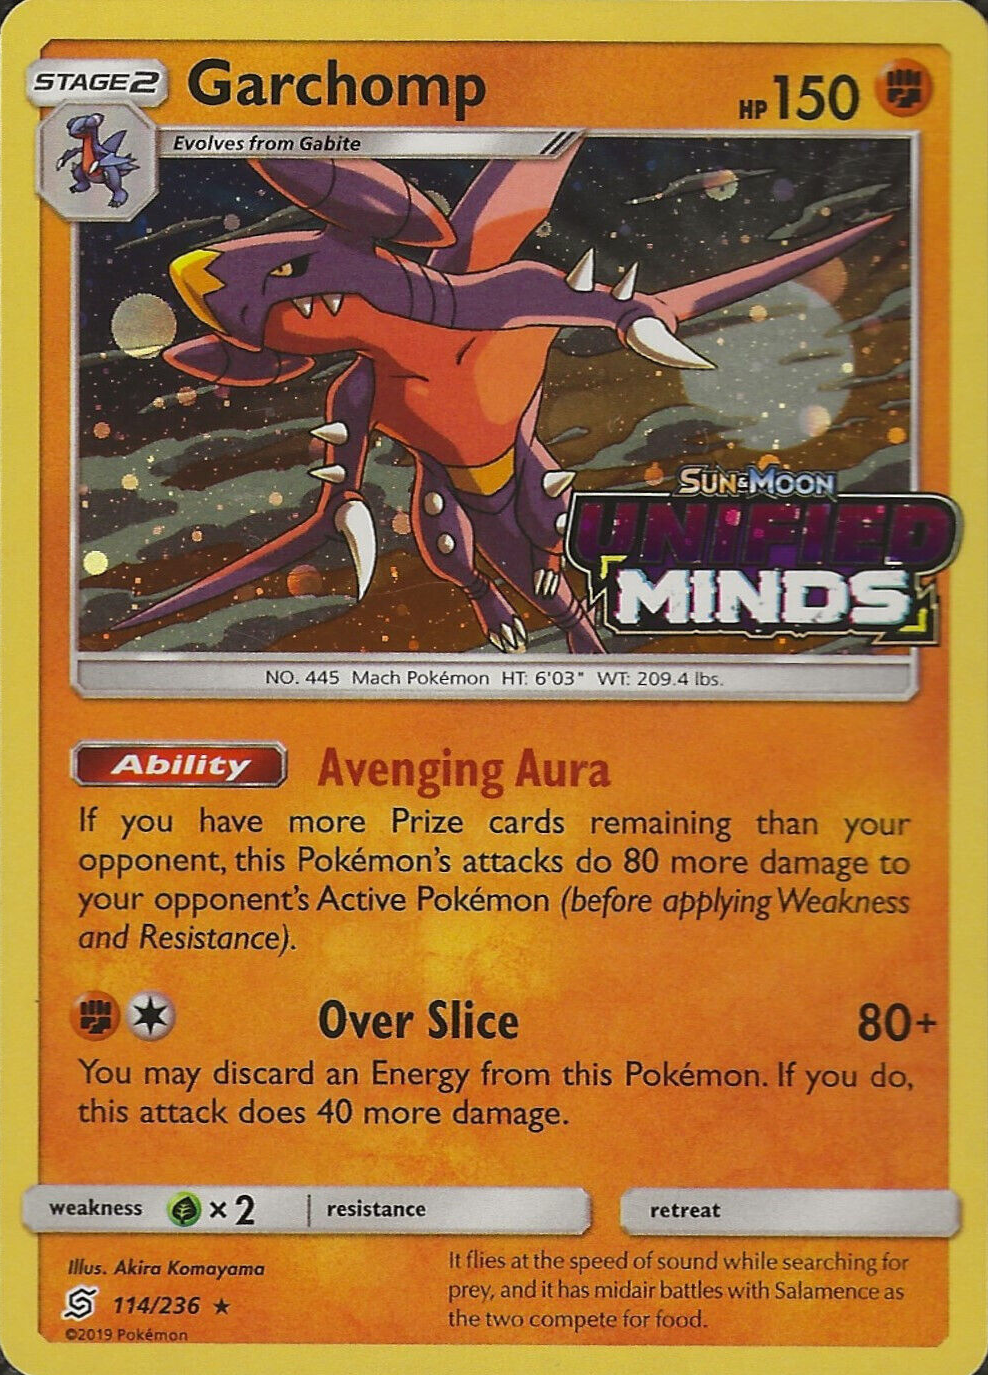 STAGE2 Garchomp HP 150
Evolves from Gabite
SUN & MOON
UNIFIED
MINDS
NO. 445 Mach Pokémon HT: 6'03" WT: 209.4 lbs.
Ability Avenging Aura
If you have more Prize cards remaining than your
opponent, this Pokémon's attacks do 80 more damage to
your opponent's Active Pokémon (before applying Weakness
and Resistance).
Over Slice 80+
You may discard an Energy from this Pokémon. If you do,
this attack does 40 more damage.
weakness × 2 resistance retreat
Illus. Akira Komayama
114/236 ★
©2019 Pokémon
It flies at the speed of sound while searching for
prey, and it has midair battles with Salamence as
the two compete for food.